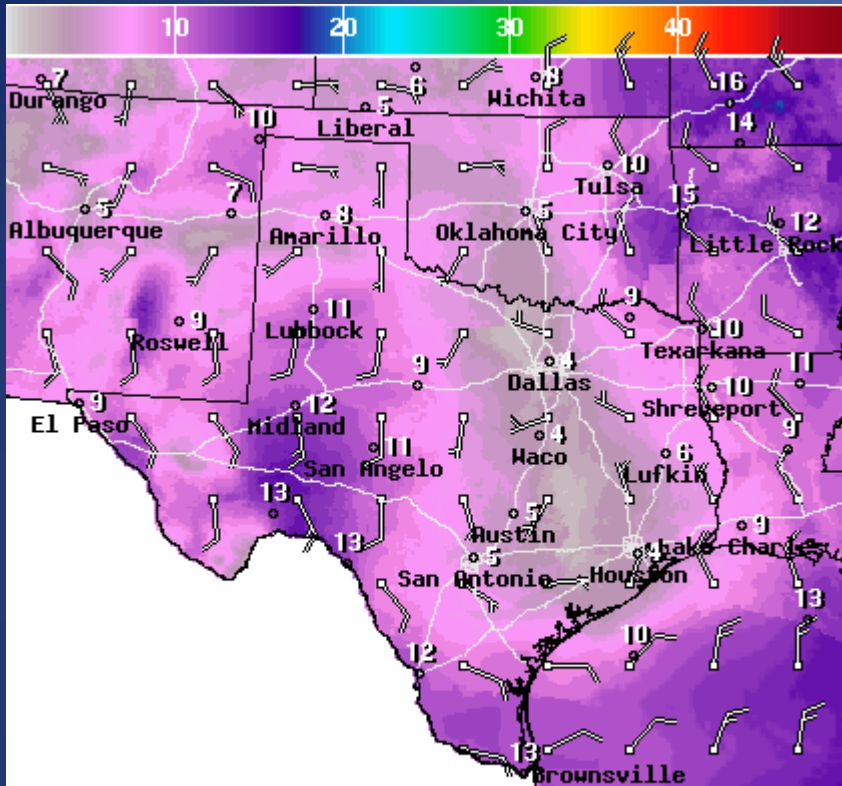 10 20 30 40
7 6 8 16
Durango Wichita
5
Liberal
10 14
10
Tulsa
5 7 8 5 15 12
Albuquerque Amarillo Oklahoma City Little Rock
9 11 9 10
Roswell Lubbock Texarkana
4
9 Dallas 10 11
9 12 Shreveport
El Paso Midland
11 4 9
San Angelo Waco 6
Lufkin
13 5 9
Austin Lake Charles
13 5 4
San Antonio Houston
13
10
12
13
Brownsville